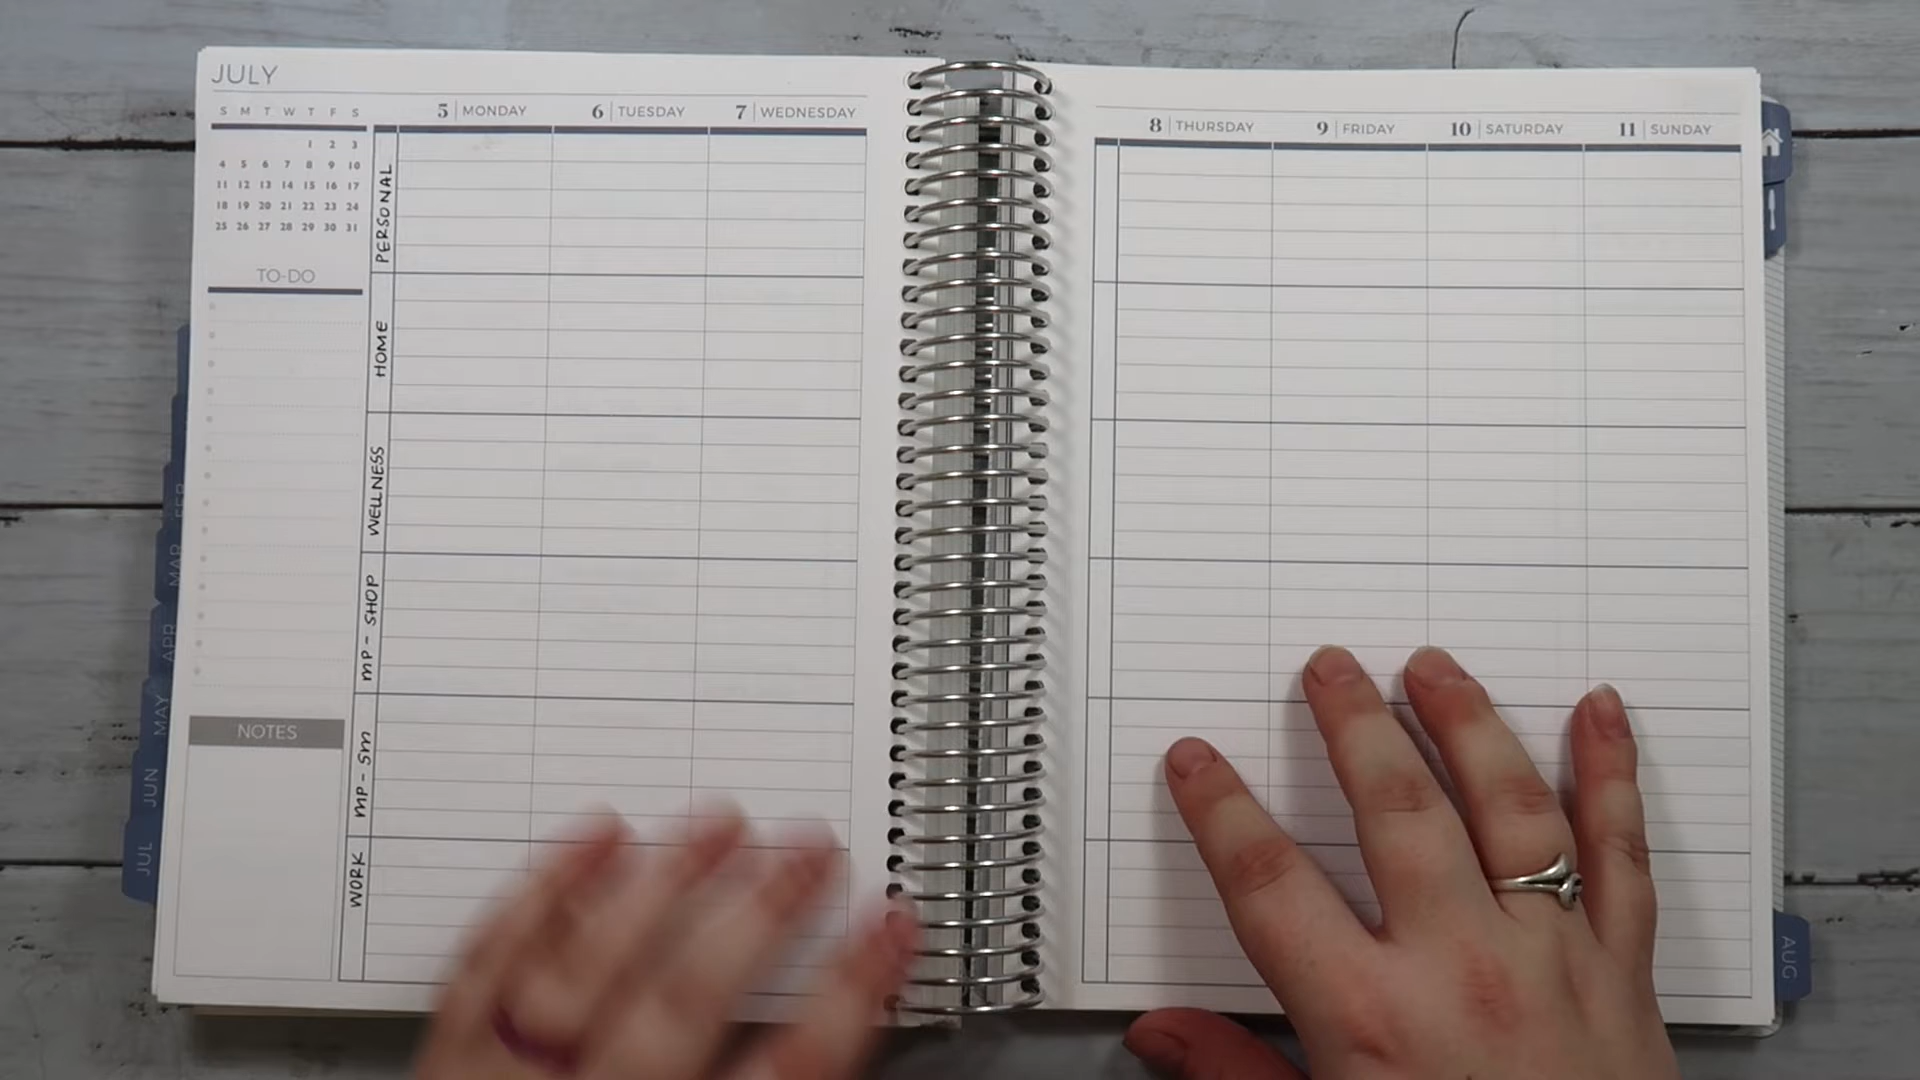 JULY
S M T W T F S
1 2 3
4 5 6 7 8 9 10
11 12 13 14 15 16 17
18 19 20 21 22 23 24
25 26 27 28 29 30 31
TO-DO
NOTES
5 MONDAY
6 TUESDAY
7 WEDNESDAY
PERSONAL
HOME
WELLNESS
MP - SHOP
MP - SM
WORK
8 THURSDAY
9 FRIDAY
10 SATURDAY
11 SUNDAY
FEB
MAR
APR
MAY
JUN
JUL
AUG